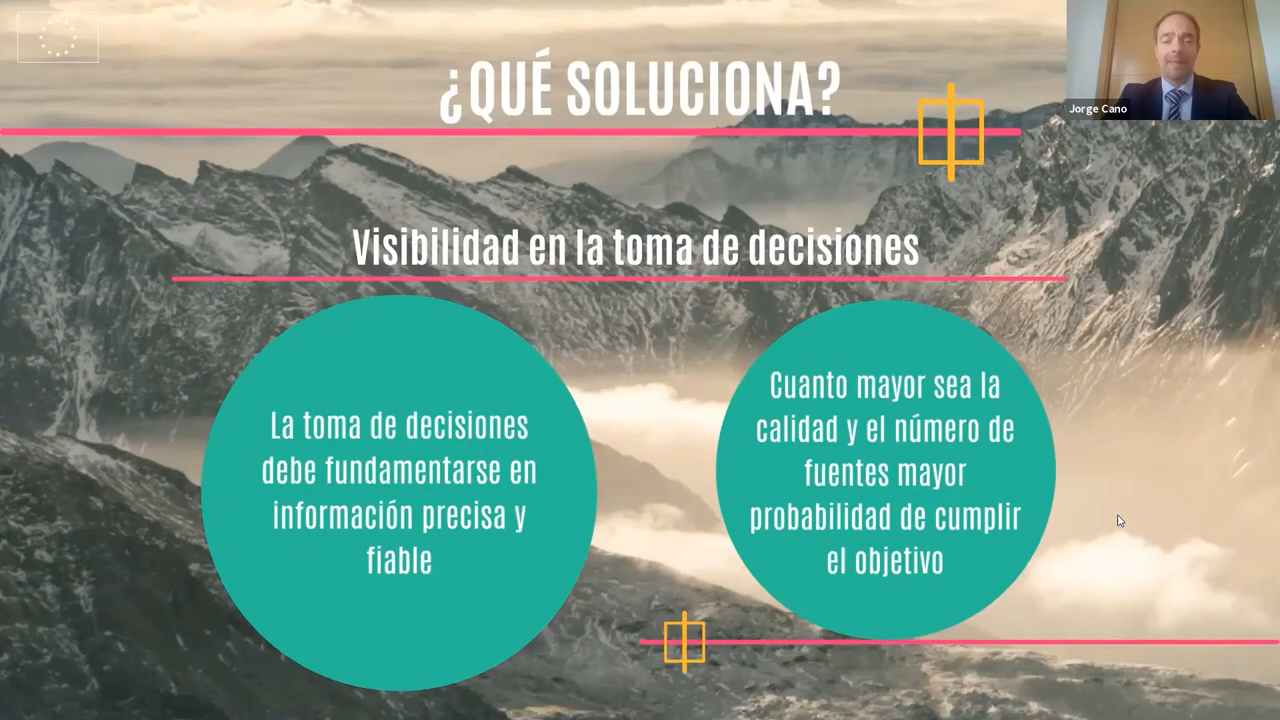 ¿QUÉ SOLUCIONA?
Jorge Cano
Visibilidad en la toma de decisiones
La toma de decisiones
debe fundamentarse en
información precisa y
fiable
Cuanto mayor sea la
calidad y el número de
fuentes mayor
probabilidad de cumplir
el objetivo